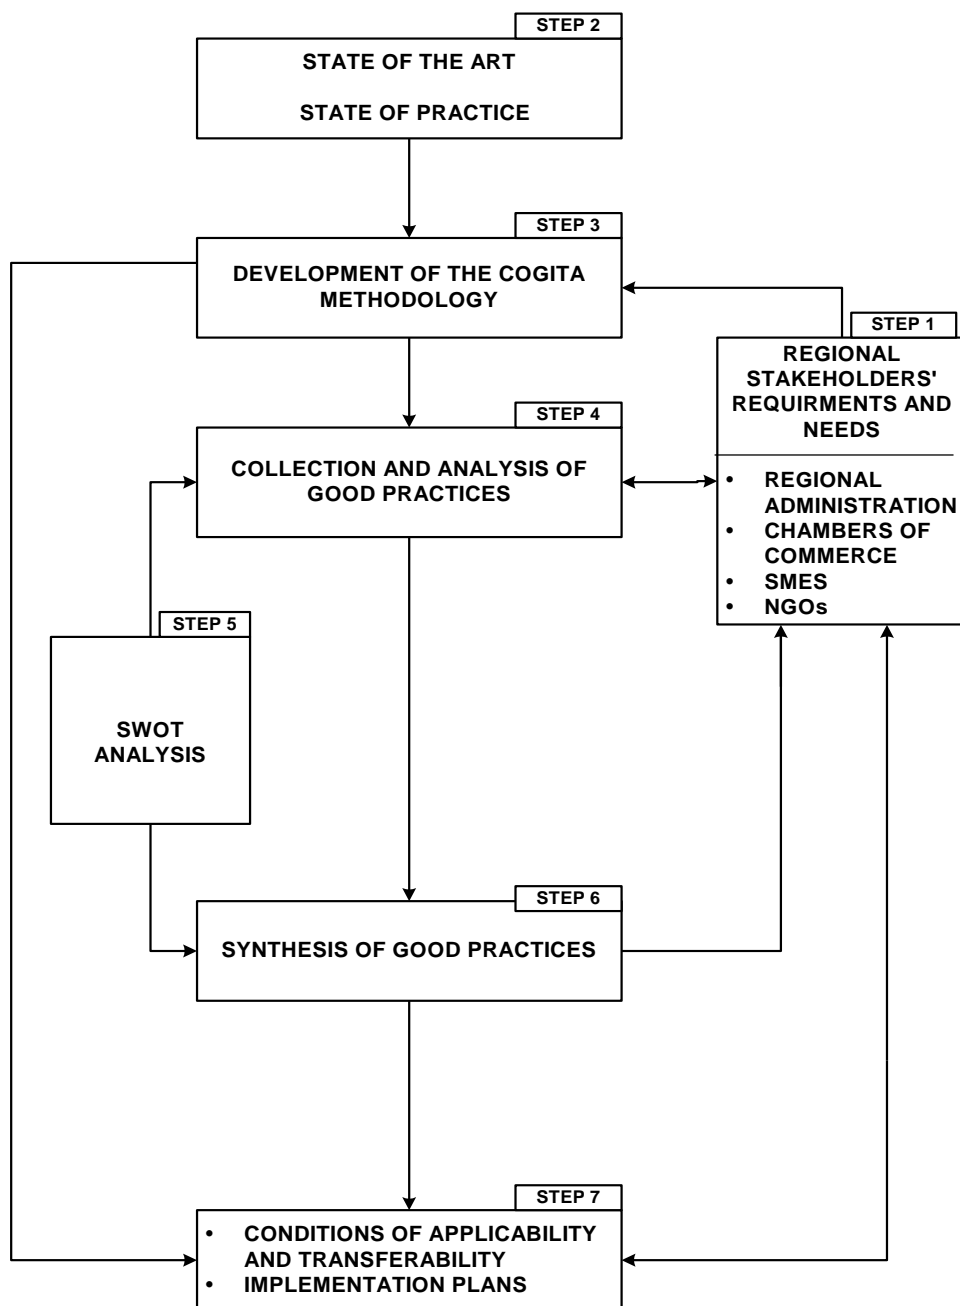 STEP 2
STATE OF THE ART
STATE OF PRACTICE
STEP 3
DEVELOPMENT OF THE COGITA
METHODOLOGY
STEP 1
REGIONAL
STAKEHOLDERS'
REQUIRMENTS AND
NEEDS
• REGIONAL
ADMINISTRATION
• CHAMBERS OF
COMMERCE
• SMES
• NGOs
STEP 4
COLLECTION AND ANALYSIS OF
GOOD PRACTICES
STEP 5
SWOT
ANALYSIS
STEP 6
SYNTHESIS OF GOOD PRACTICES
STEP 7
• CONDITIONS OF APPLICABILITY
AND TRANSFERABILITY
• IMPLEMENTATION PLANS